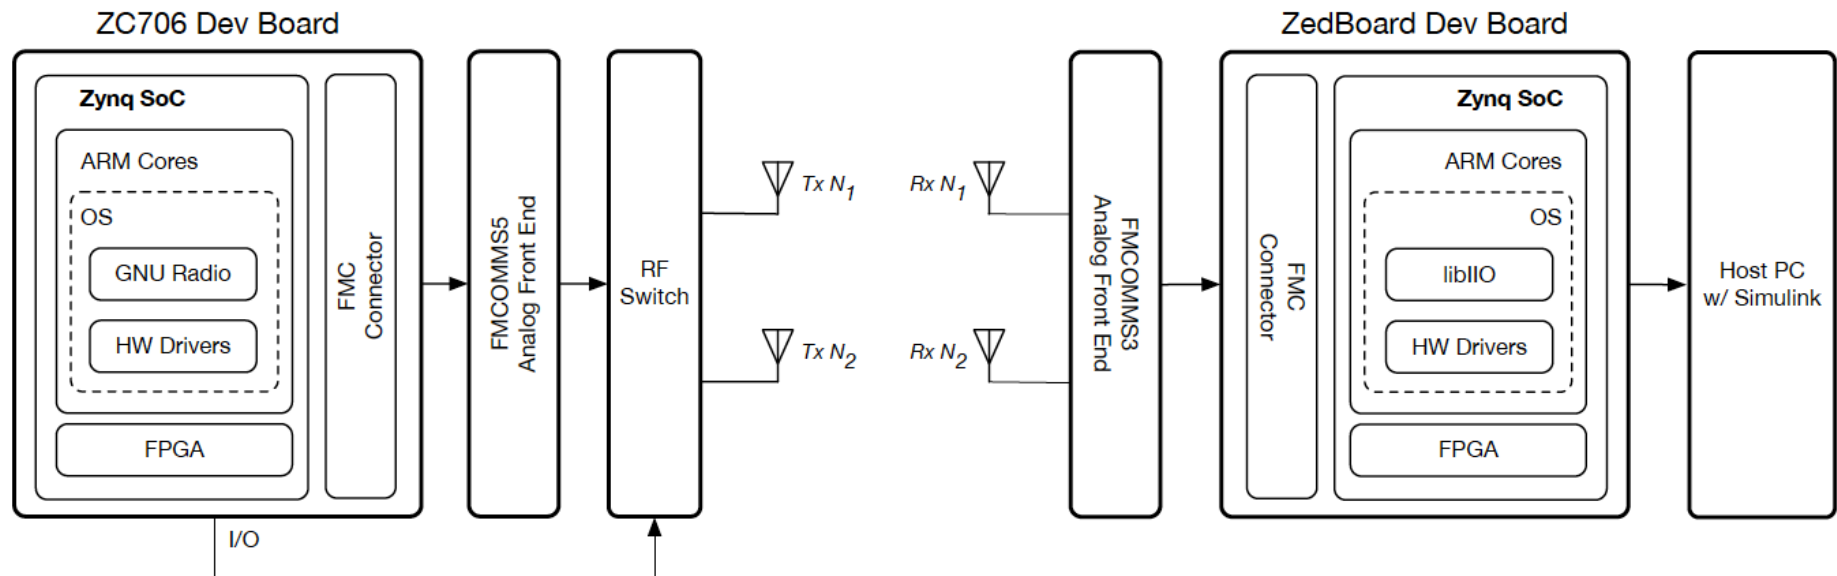 ZC706 Dev Board
Zynq SoC
ARM Cores
OS
GNU Radio
HW Drivers
FPGA
FMC
Connector
I/O
FMCOMMS5
Analog Front End
RF
Switch
Tx N1
Tx N2
Rx N1
Rx N2
FMCOMMS3
Analog Front End
ZedBoard Dev Board
FMC
Connector
Zynq SoC
ARM Cores
OS
libIIO
HW Drivers
FPGA
Host PC
w/ Simulink